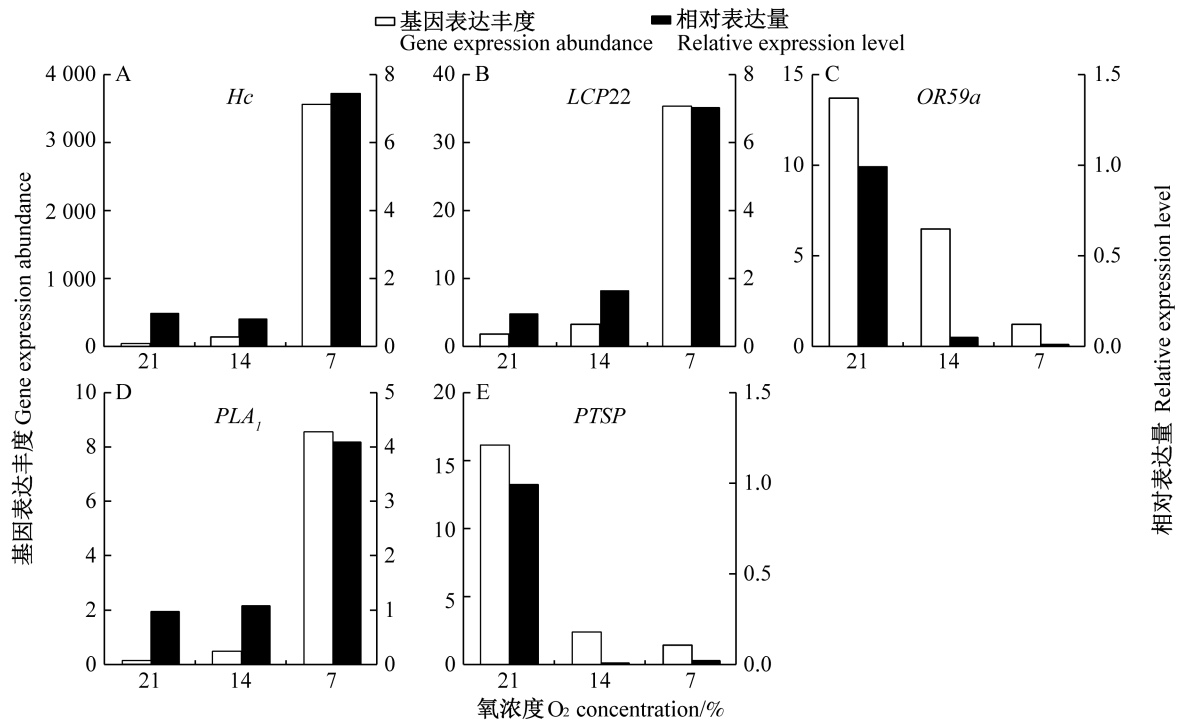 基因表达丰度 相对表达量
Gene expression abundance Relative expression level
A
Hc
4 000
3 000
2 000
1 000
0
8
6
4
2
0
21 14 7
B
LCP22
40
30
20
10
0
8
6
4
2
0
21 14 7
C
OR59a
15
10
5
0
1.5
1.0
0.5
0.0
21 14 7
D
PLA1
10
8
6
4
2
0
5
4
3
2
1
0
21 14 7
E
PTSP
20
15
10
5
0
1.5
1.0
0.5
0.0
21 14 7
基因表达丰度 Gene expression abundance
相对表达量 Relative expression level
氧浓度 O2 concentration/%